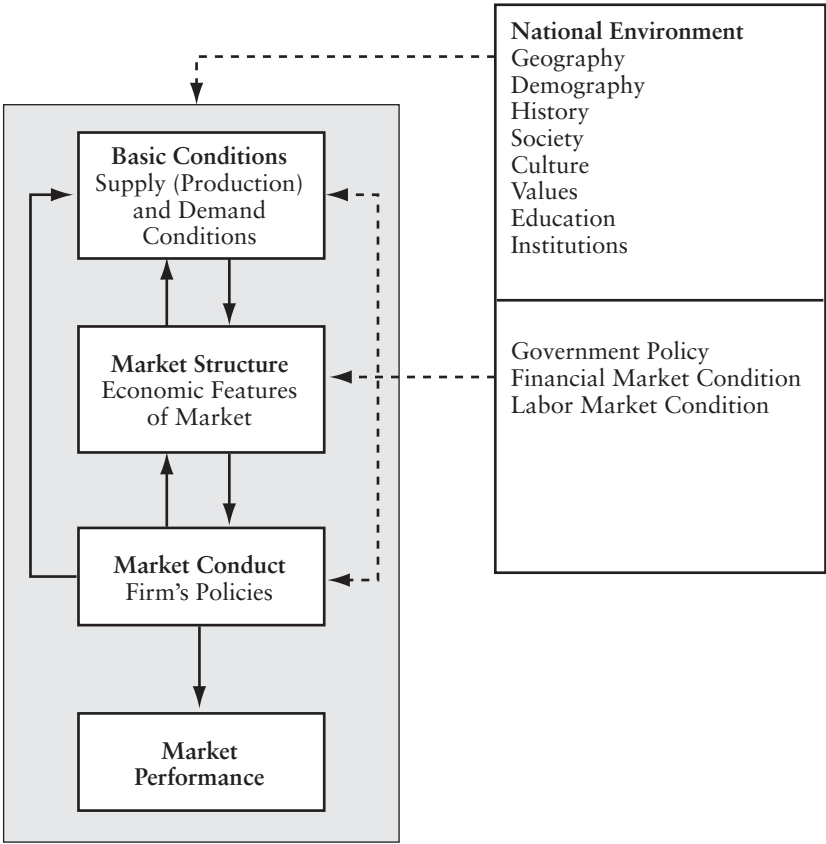 National Environment
Geography
Demography
History
Society
Culture
Values
Education
Institutions
Government Policy
Financial Market Condition
Labor Market Condition
Basic Conditions
Supply (Production)
and Demand
Conditions
Market Structure
Economic Features
of Market
Market Conduct
Firm's Policies
Market
Performance